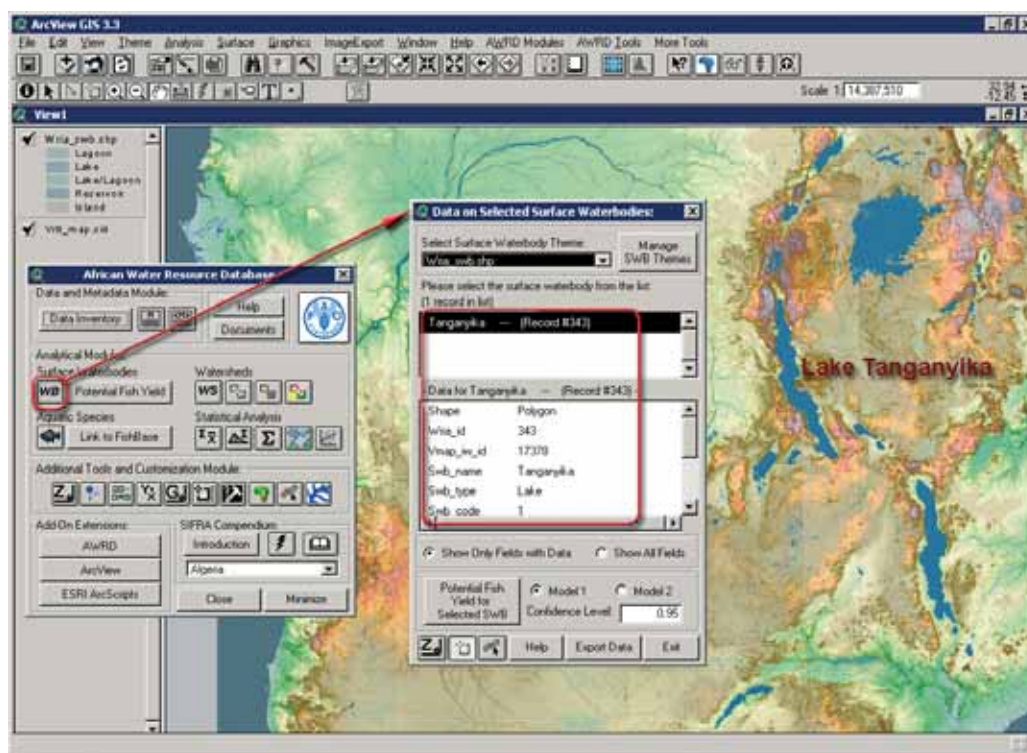 ArcView GIS 3.3
File Edit View Theme Analysis Surface Graphics ImageExport Window Help AWRD Modules AWRD Tools More Tools
Scale 1: 14,387,510
View1
Wria_swb.shp
Lagoon
Lake
Lake/Lagoon
Reservoir
Island
African Water Resource Database
Data and Metadata Module:
Data Inventory
Help
Documents
Analytical Modules:
Surface Waterbodies
Watersheds
WB
Potential Fish Yield
WS
Aquatic Species
Statistical Analysis
Link to FishBase
Additional Tools and Customization Module:
Add-On Extensions:
SIFRA Compendium:
AWRD
Introduction
ArcView
Algeria
ESRI ArcScripts
Close
Minimize
Data on Selected Surface Waterbodies:
Select Surface Waterbody Theme:
Wria_swb.shp
Manage
SWB Themes
Please select the surface waterbody from the list:
(1 record in list)
Tanganyika --- (Record #343)
Data for Tanganyika --- (Record #343)
Shape Polygon
Wria_id 343
Vmap_iw_id 17378
Swb_name Tanganyika
Swb_type Lake
Swb_code 1
Show Only Fields with Data
Show All Fields
Potential Fish
Yield for
Selected SWB
Model 1
Model 2
Confidence Level: 0.95
Help
Export Data
Exit
Lake Tanganyika